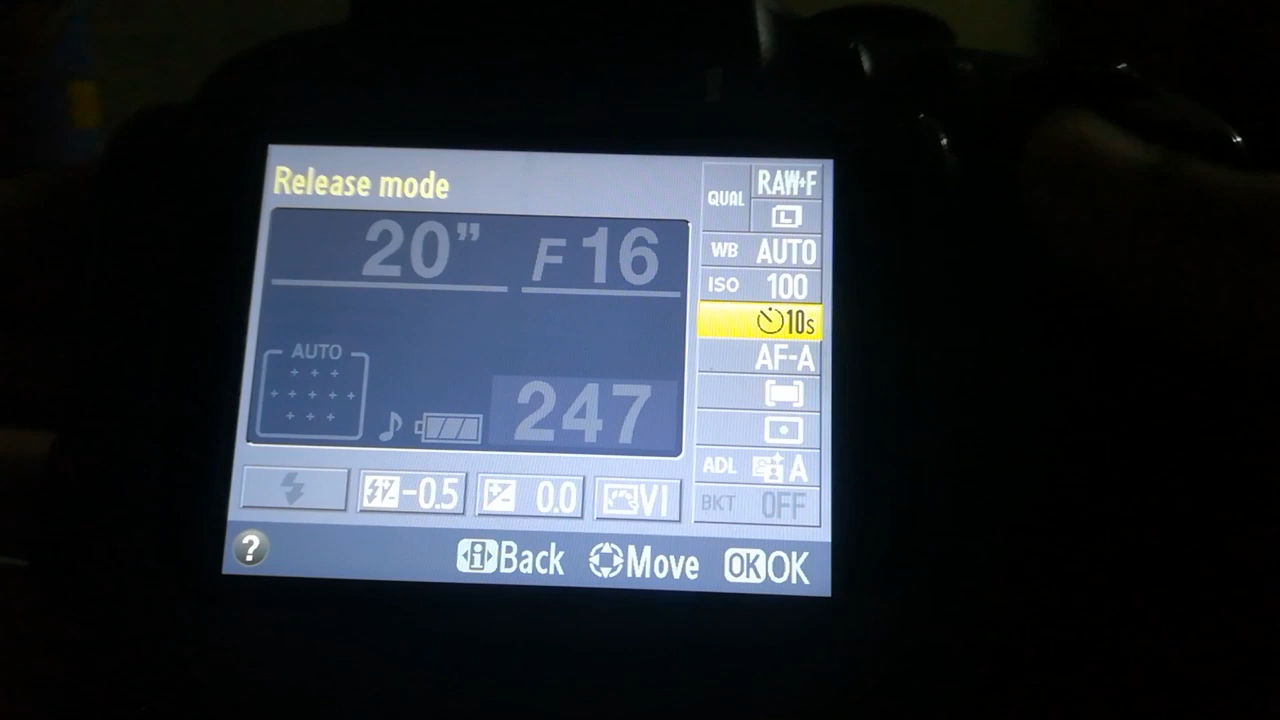 Release mode
20" F16
AUTO
247
QUAL RAW+F
L
WB AUTO
ISO 100
10s
AF-A
ADL A
BKT OFF
-0.5
0.0
VI
? i Back Move OK OK